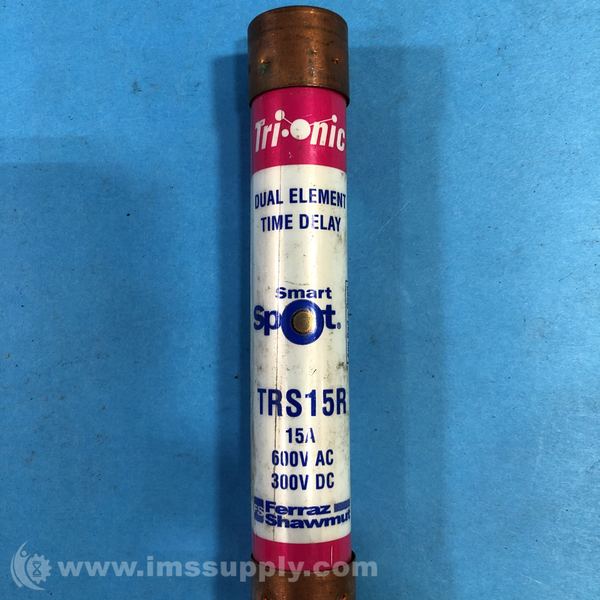 Tri-onic
DUAL ELEMENT
TIME DELAY
Smart
Spot®
TRS15R
15A
600V AC
300V DC
FS Ferraz
Shawmut
www.imssupply.com